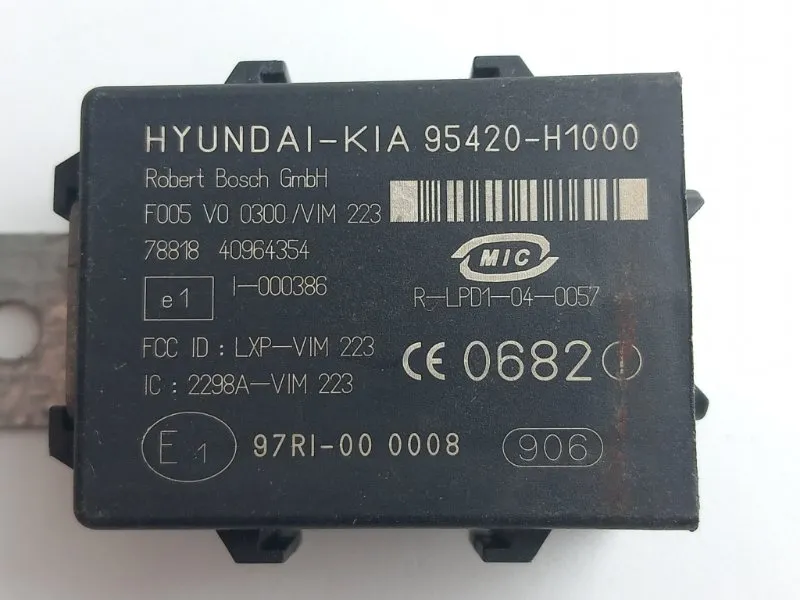 HYUNDAI-KIA 95420-H1000
Robert Bosch GmbH
F005 V0 0300/VIM 223
78818 40964354
MIC
e1 I-000386
R-LPD1-04-0057
FCC ID : LXP-VIM 223
CE 0682
IC : 2298A-VIM 223
E1 97RI-00 0008 906